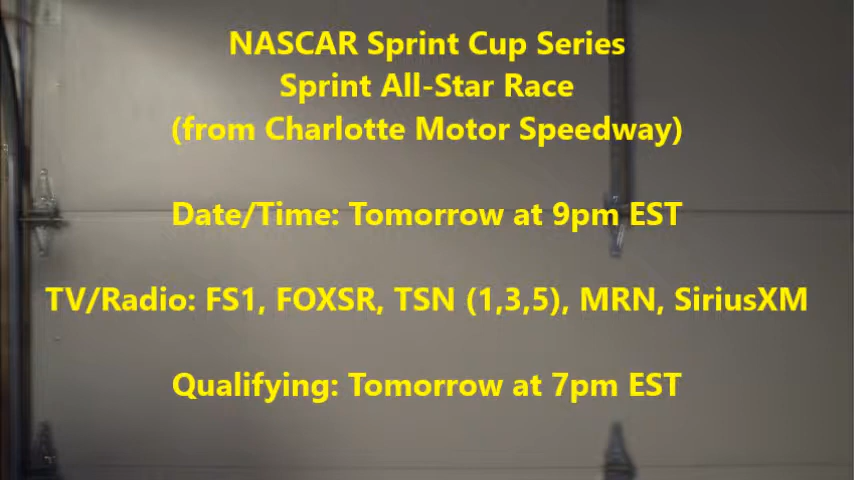 NASCAR Sprint Cup Series
Sprint All-Star Race
(from Charlotte Motor Speedway)
Date/Time: Tomorrow at 9pm EST
TV/Radio: FS1, FOXSR, TSN (1,3,5), MRN, SiriusXM
Qualifying: Tomorrow at 7pm EST